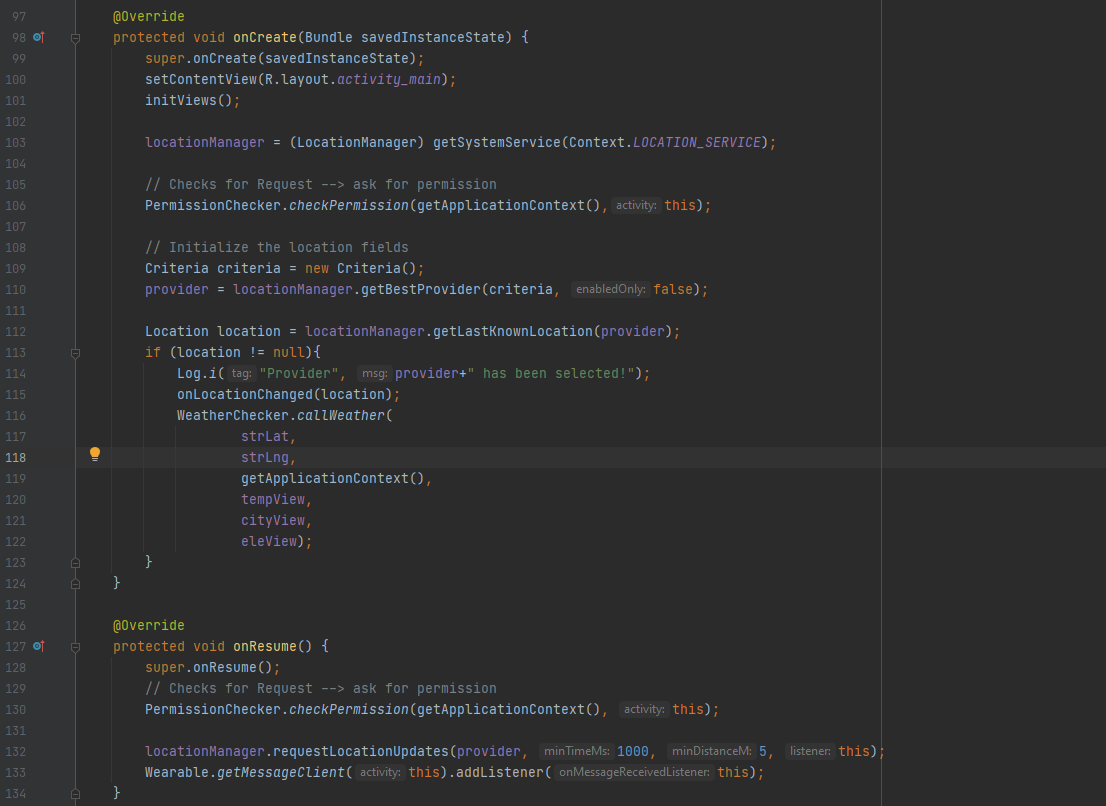 97 @Override
98 protected void onCreate(Bundle savedInstanceState) {
99 super.onCreate(savedInstanceState);
100 setContentView(R.layout.activity_main);
101 initViews();
102
103 locationManager = (LocationManager) getSystemService(Context.LOCATION_SERVICE);
104
105 // Checks for Request --> ask for permission
106 PermissionChecker.checkPermission(getApplicationContext(), activity: this);
107
108 // Initialize the location fields
109 Criteria criteria = new Criteria();
110 provider = locationManager.getBestProvider(criteria, enabledOnly: false);
111
112 Location location = locationManager.getLastKnownLocation(provider);
113 if (location != null){
114 Log.i( tag: "Provider", msg: provider+" has been selected!");
115 onLocationChanged(location);
116 WeatherChecker.callWeather(
117 strLat,
118 strLng,
119 getApplicationContext(),
120 tempView,
121 cityView,
122 eleView);
123 }
124 }
125
126 @Override
127 protected void onResume() {
128 super.onResume();
129 // Checks for Request --> ask for permission
130 PermissionChecker.checkPermission(getApplicationContext(), activity: this);
131
132 locationManager.requestLocationUpdates(provider, minTimeMs: 1000, minDistanceM: 5, listener: this);
133 Wearable.getMessageClient( activity: this).addListener( onMessageReceivedListener: this);
134 }